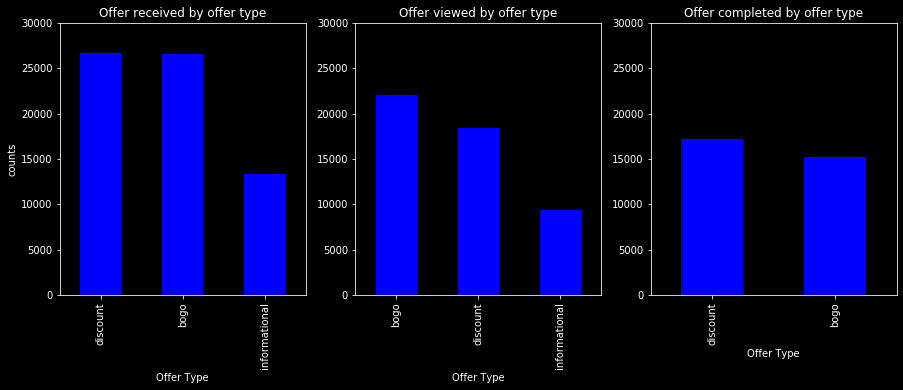 Offer received by offer type
30000
25000
20000
15000
10000
5000
0
counts
discount
bogo
informational
Offer Type
Offer viewed by offer type
30000
25000
20000
15000
10000
5000
0
bogo
discount
informational
Offer Type
Offer completed by offer type
30000
25000
20000
15000
10000
5000
0
discount
bogo
Offer Type